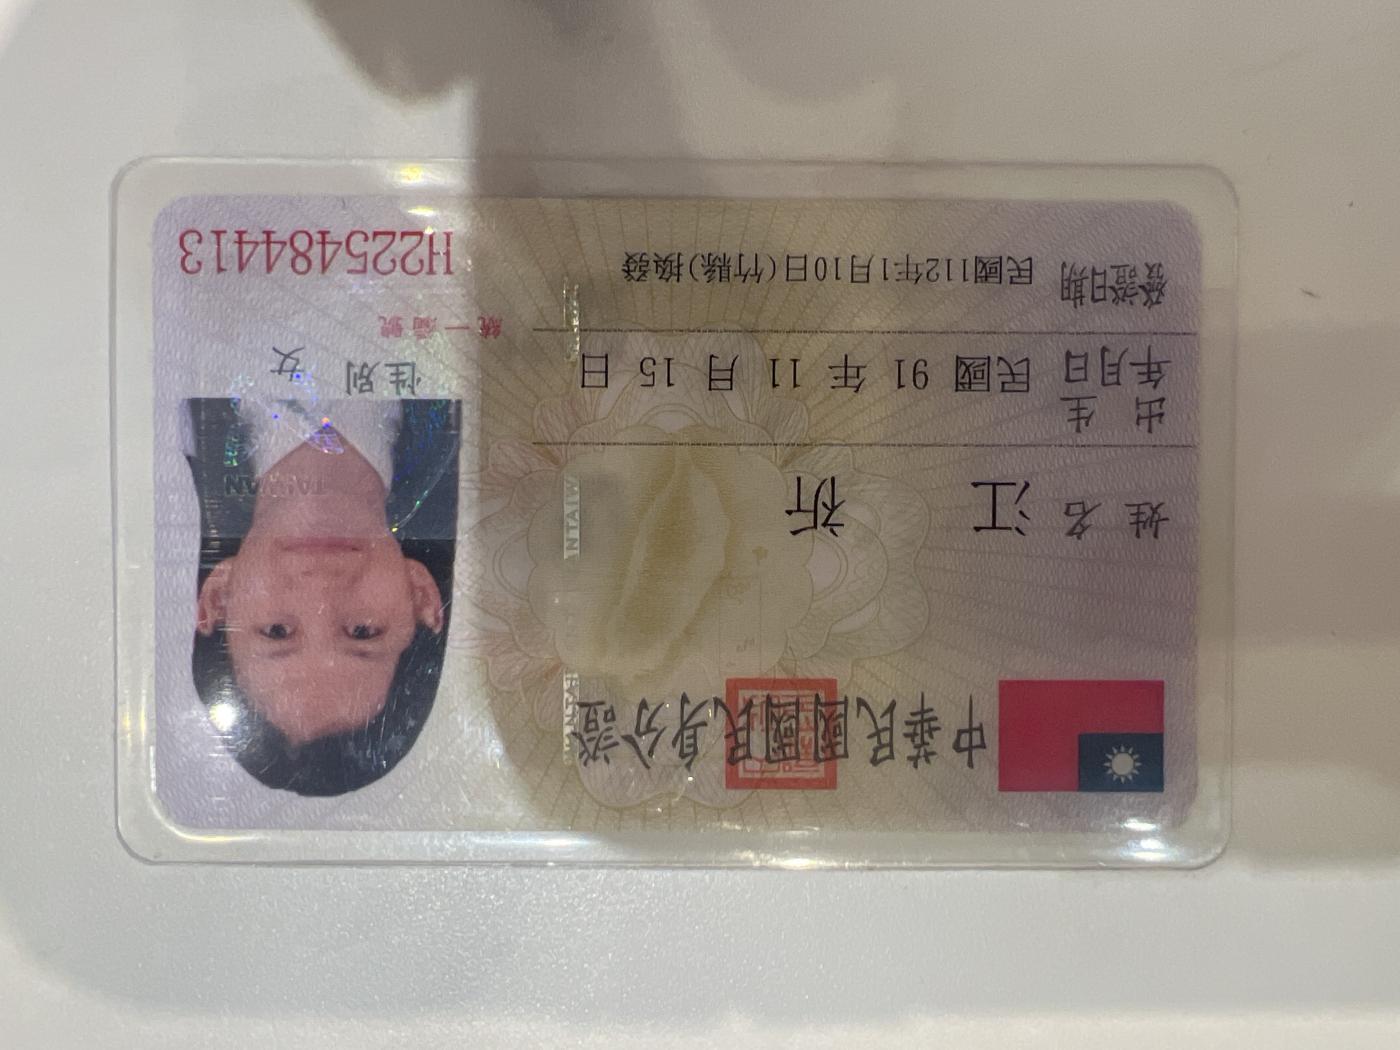 中華民國國民身分證
姓名 江祈
出生年月日 民國 91 年 11 月 15 日
發證日期 民國112年1月10日(竹縣)換發
性別 女
統一編號
H225484413
TAIWAN